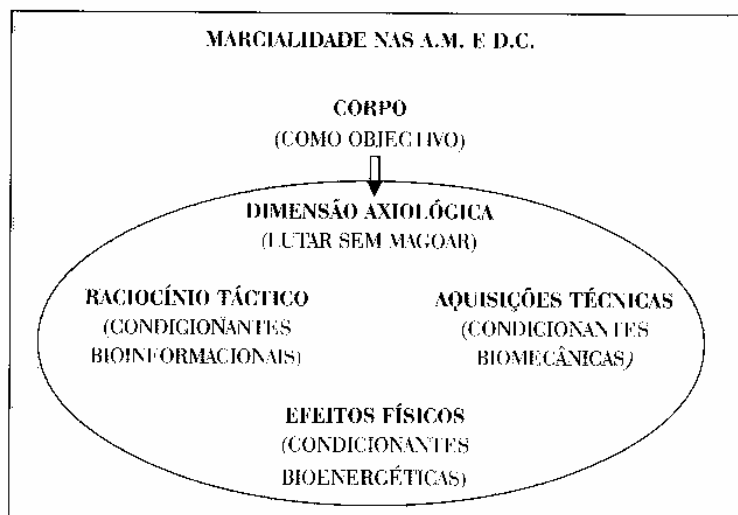 MARCIALIDADE NAS A.M. E D.C.
CORPO
(COMO OBJECTIVO)
DIMENSÃO AXIOLÓGICA
(LUTAR SEM MAGOAR)
RACIOCÍNIO TÁCTICO
(CONDICIONANTES
BIOINFORMACIONAIS)
AQUISIÇÕES TÉCNICAS
(CONDICIONANTES
BIOMECÂNICAS)
EFEITOS FÍSICOS
(CONDICIONANTES
BIOENERGÉTICAS)